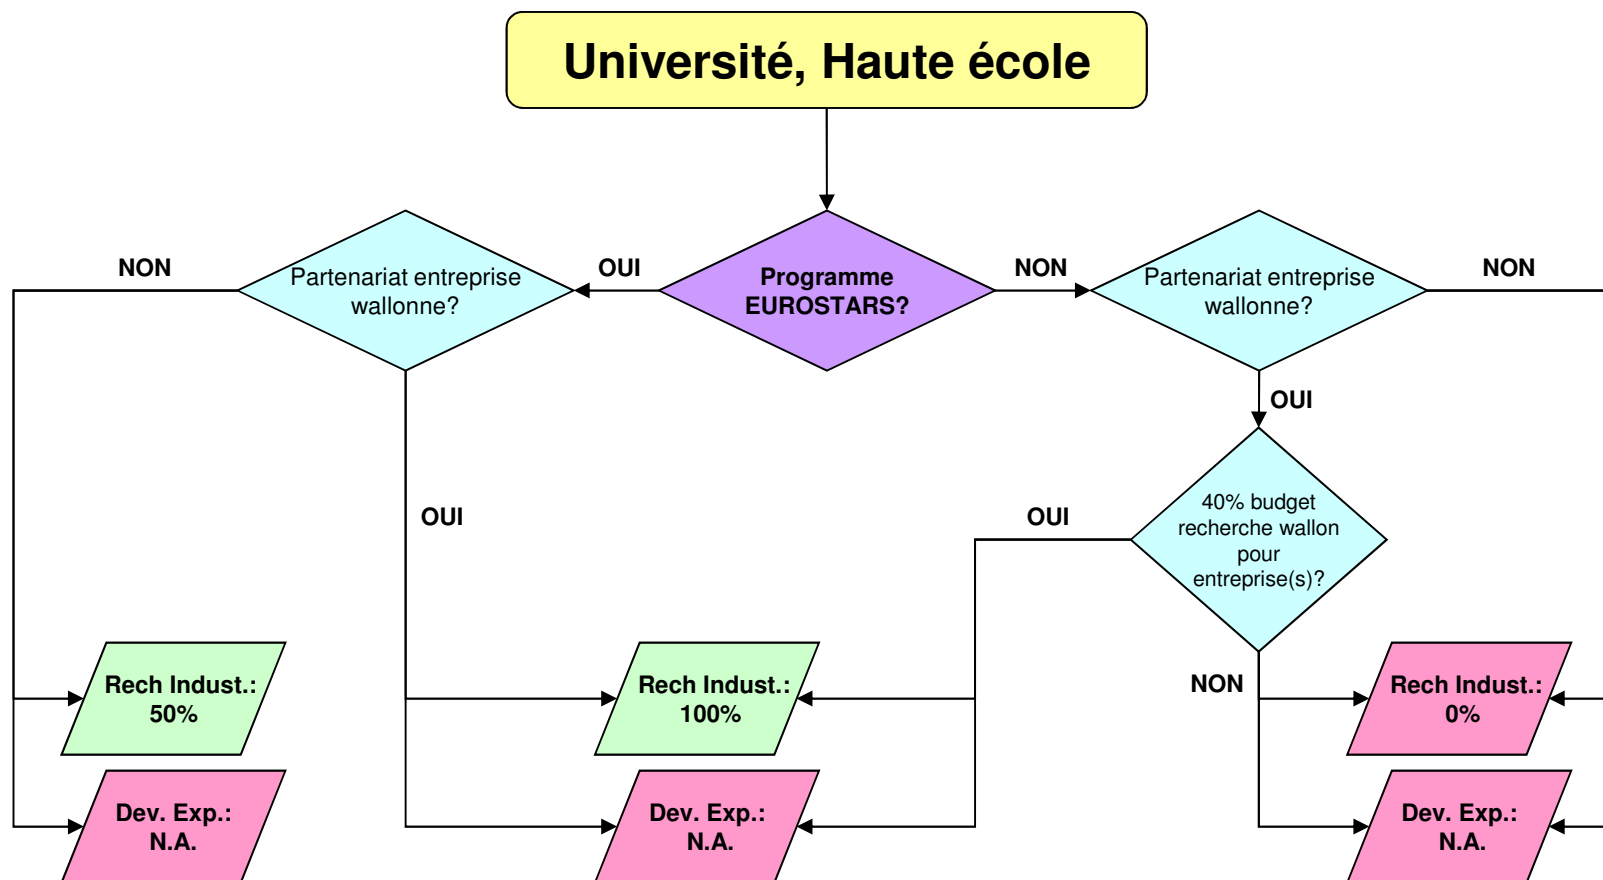 Université, Haute école
NON
Partenariat entreprise
wallonne?
OUI
Programme
EUROSTARS?
NON
Partenariat entreprise
wallonne?
NON
OUI
OUI
OUI
40% budget
recherche wallon
pour
entreprise(s)?
NON
Rech Indust.:
50%
Rech Indust.:
100%
Rech Indust.:
0%
Dev. Exp.:
N.A.
Dev. Exp.:
N.A.
Dev. Exp.:
N.A.